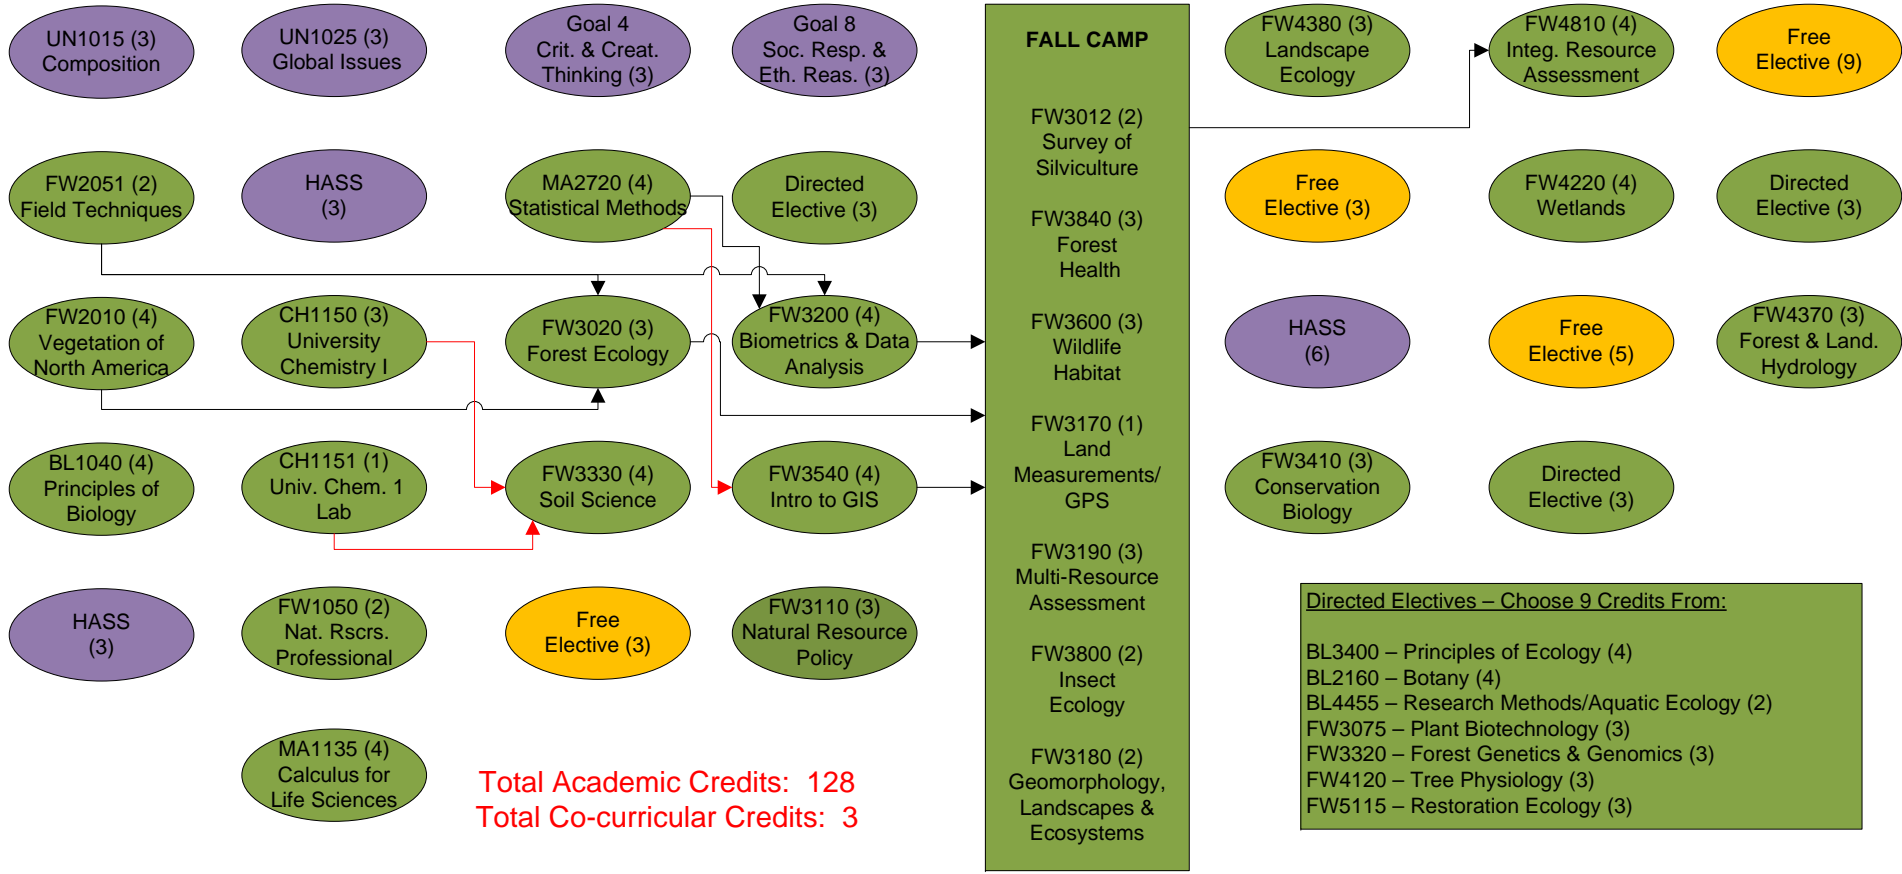 UN1015 (3)
Composition
FW2051 (2)
Field Techniques
FW2010 (4)
Vegetation of
North America
BL1040 (4)
Principles of
Biology
HASS
(3)
UN1025 (3)
Global Issues
HASS
(3)
CH1150 (3)
University
Chemistry I
CH1151 (1)
Univ. Chem. 1
Lab
FW1050 (2)
Nat. Rscrs.
Professional
MA1135 (4)
Calculus for
Life Sciences
Goal 4
Crit. & Creat.
Thinking (3)
MA2720 (4)
Statistical Methods
FW3020 (3)
Forest Ecology
FW3330 (4)
Soil Science
Free
Elective (3)
Goal 8
Soc. Resp. &
Eth. Reas. (3)
Directed
Elective (3)
FW3200 (4)
Biometrics & Data
Analysis
FW3540 (4)
Intro to GIS
FW3110 (3)
Natural Resource
Policy
Total Academic Credits: 128
Total Co-curricular Credits: 3
FALL CAMP
FW3012 (2)
Survey of
Silviculture
FW3840 (3)
Forest
Health
FW3600 (3)
Wildlife
Habitat
FW3170 (1)
Land
Measurements/
GPS
FW3190 (3)
Multi-Resource
Assessment
FW3800 (2)
Insect
Ecology
FW3180 (2)
Geomorphology,
Landscapes &
Ecosystems
FW4380 (3)
Landscape
Ecology
Free
Elective (3)
HASS
(6)
FW3410 (3)
Conservation
Biology
FW4810 (4)
Integ. Resource
Assessment
FW4220 (4)
Wetlands
Free
Elective (5)
Directed
Elective (3)
Free
Elective (9)
Directed
Elective (3)
FW4370 (3)
Forest & Land.
Hydrology
Directed Electives – Choose 9 Credits From:
BL3400 – Principles of Ecology (4)
BL2160 – Botany (4)
BL4455 – Research Methods/Aquatic Ecology (2)
FW3075 – Plant Biotechnology (3)
FW3320 – Forest Genetics & Genomics (3)
FW4120 – Tree Physiology (3)
FW5115 – Restoration Ecology (3)